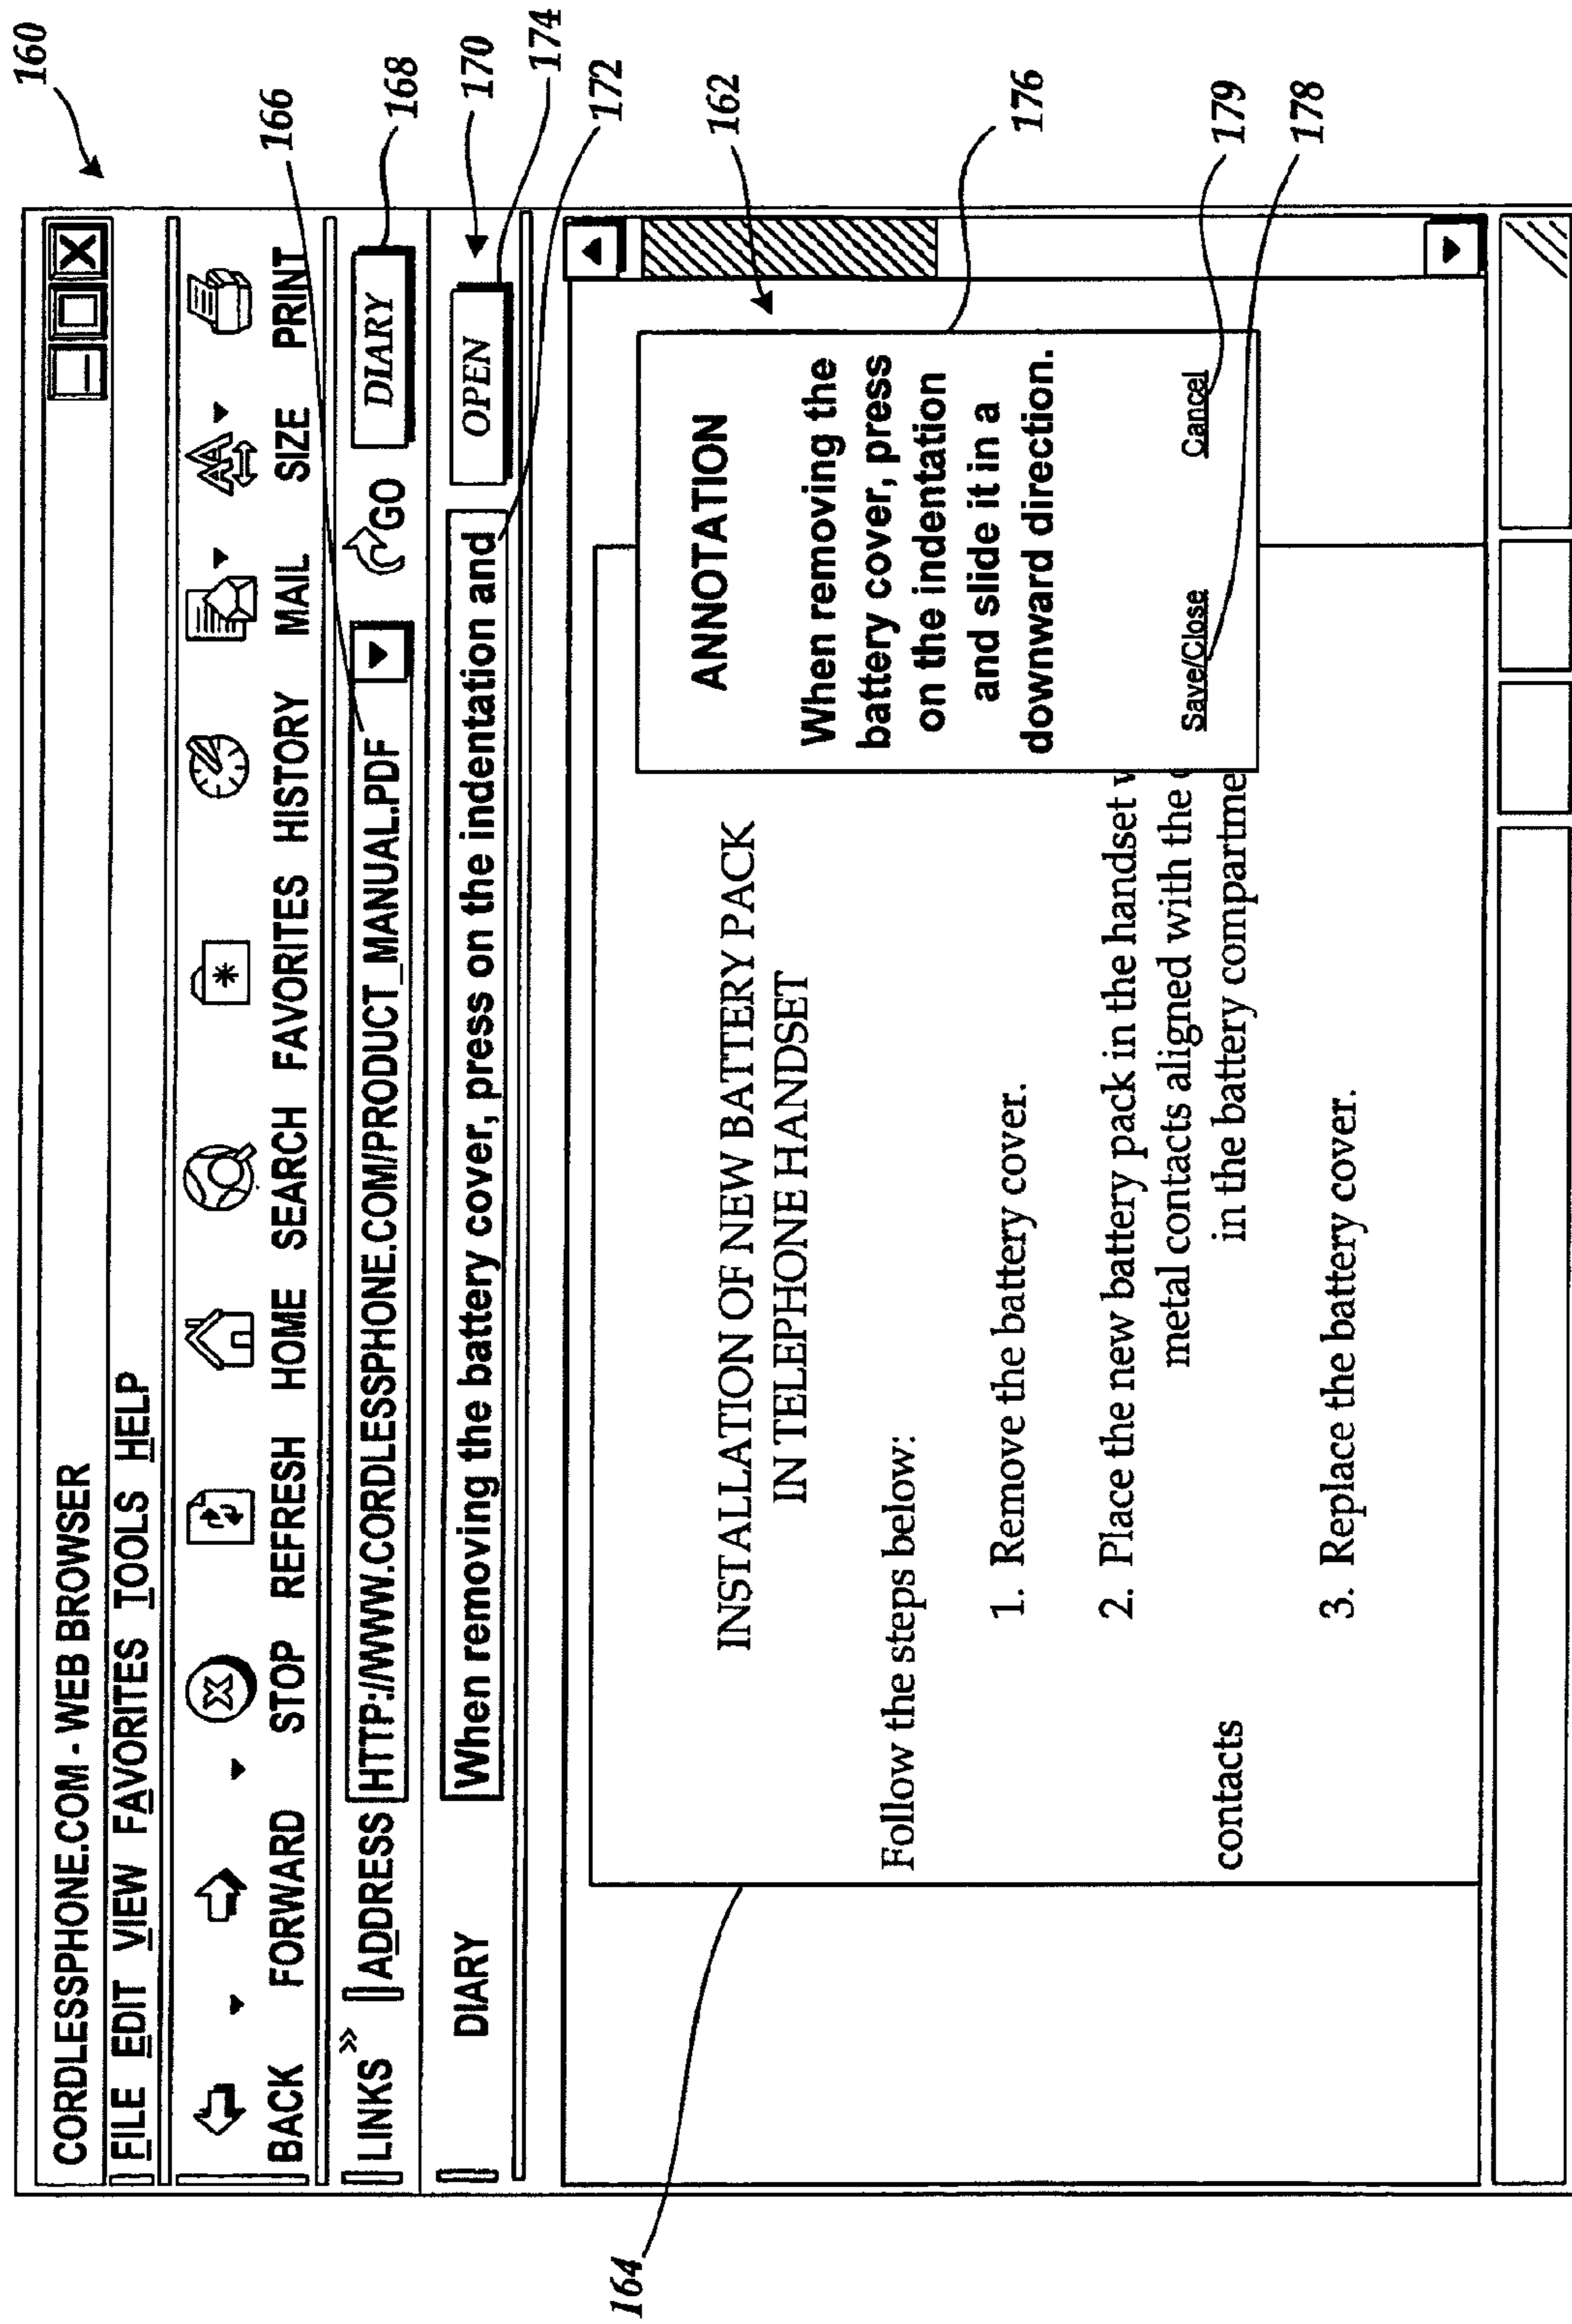 160
CORDLESSPHONE.COM - WEB BROWSER
FILE EDIT VIEW FAVORITES TOOLS HELP
BACK FORWARD STOP REFRESH HOME SEARCH FAVORITES HISTORY MAIL SIZE PRINT
166
LINKS » ADDRESS HTTP://WWW.CORDLESSPHONE.COM/PRODUCT_MANUAL.PDF GO DIARY
168
DIARY When removing the battery cover, press on the indentation and OPEN
170
174
172
164
162
INSTALLATION OF NEW BATTERY PACK
IN TELEPHONE HANDSET
Follow the steps below:
1. Remove the battery cover.
2. Place the new battery pack in the handset
metal contacts aligned with the
contacts in the battery
3. Replace the battery cover.
ANNOTATION
When removing the
battery cover, press
on the indentation
and slide it in a
downward direction.
Save/Close Cancel
176
179
178